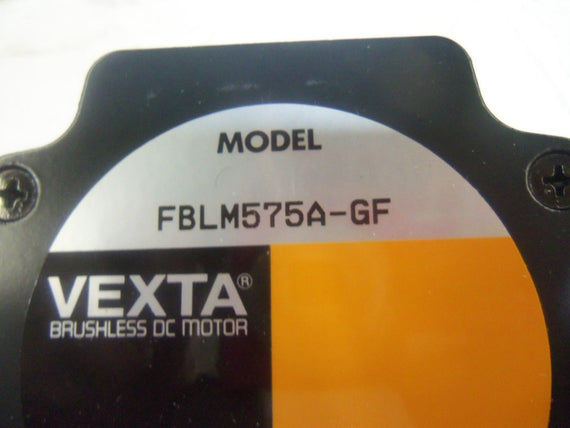 MODEL
FBLM575A-GF
VEXTA®
BRUSHLESS DC MOTOR